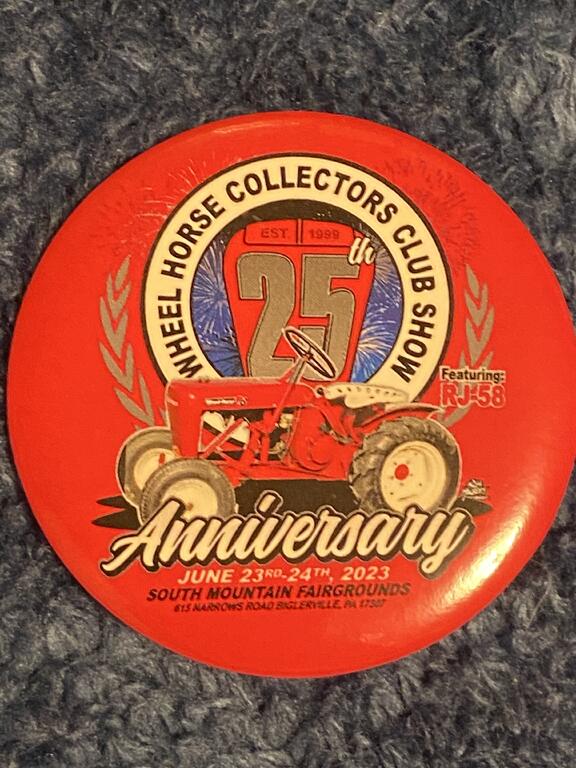 WHEEL HORSE COLLECTORS CLUB SHOW
EST. 1999
25th
Featuring:
RJ-58
Anniversary
JUNE 23RD-24TH, 2023
SOUTH MOUNTAIN FAIRGROUNDS
615 NARROWS ROAD BIGLERVILLE, PA 17307